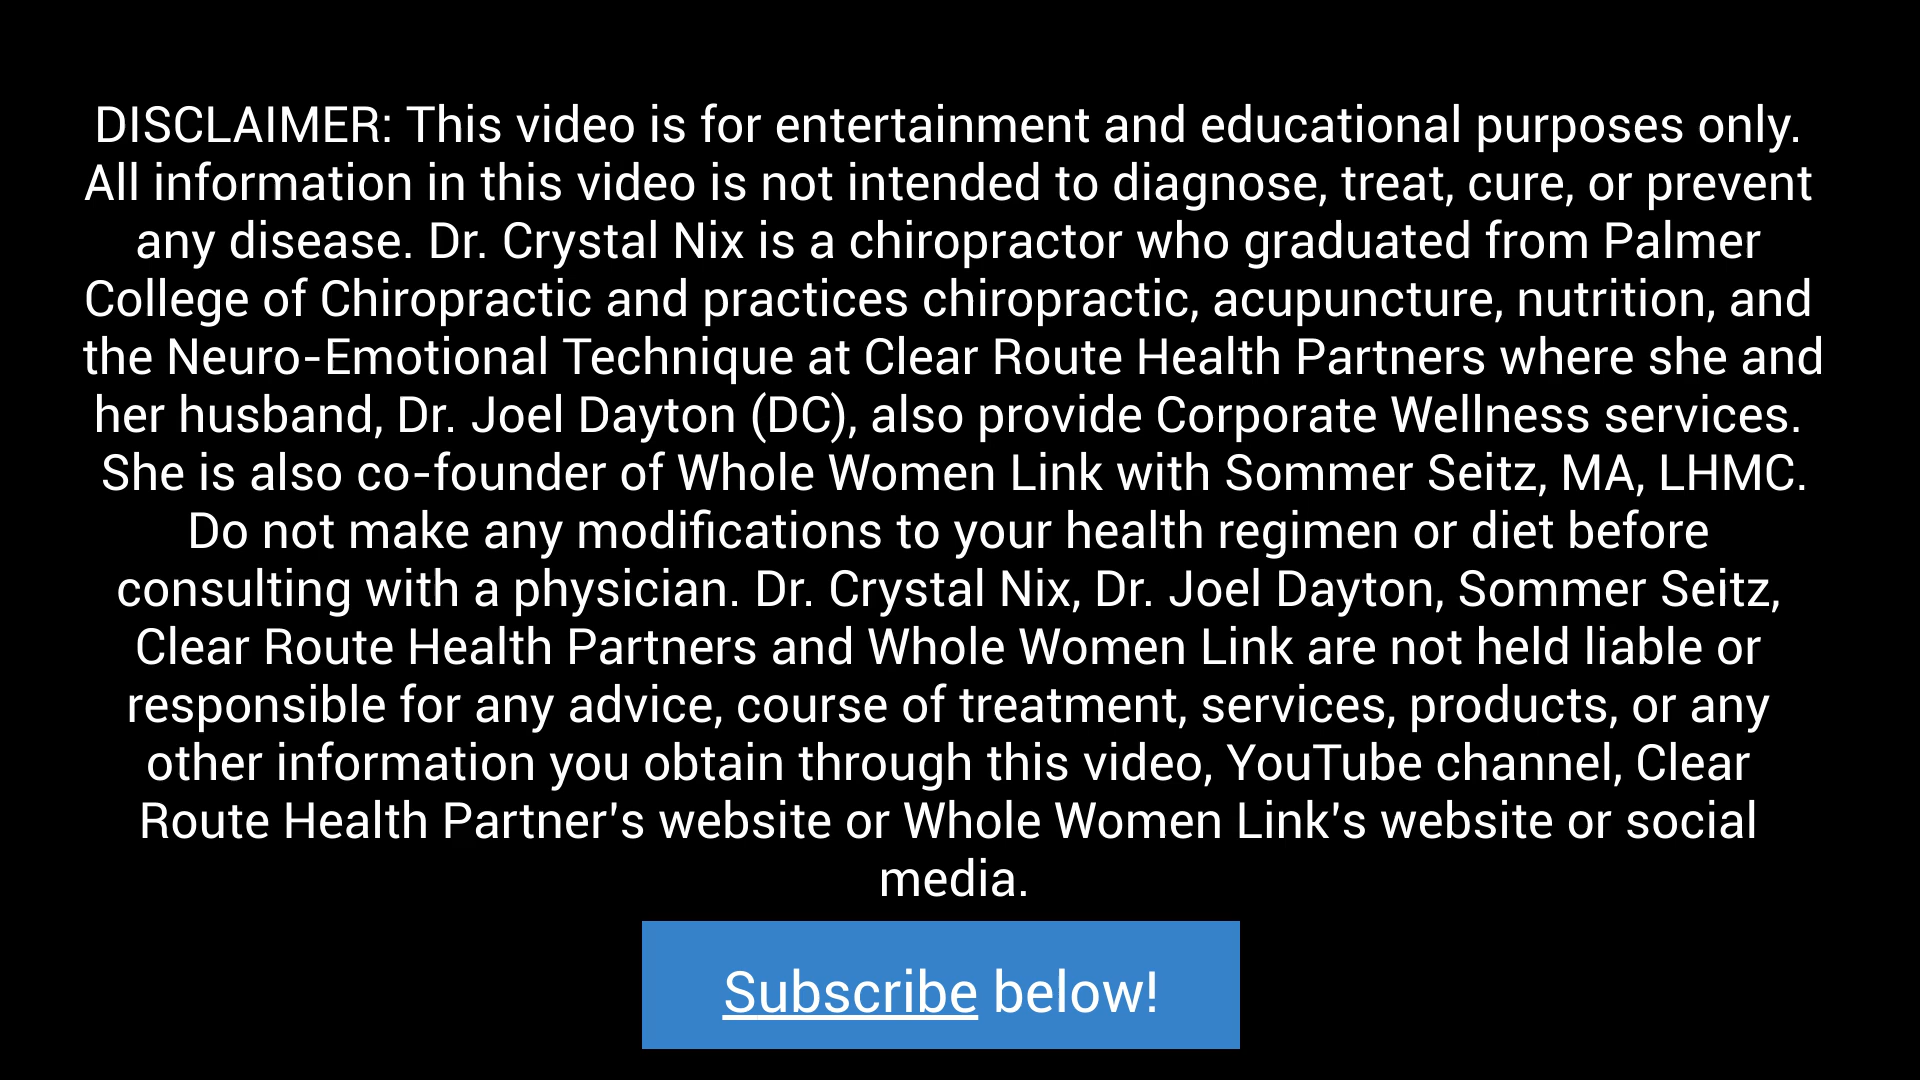 DISCLAIMER: This video is for entertainment and educational purposes only.
All information in this video is not intended to diagnose, treat, cure, or prevent
any disease. Dr. Crystal Nix is a chiropractor who graduated from Palmer
College of Chiropractic and practices chiropractic, acupuncture, nutrition, and
the Neuro-Emotional Technique at Clear Route Health Partners where she and
her husband, Dr. Joel Dayton (DC), also provide Corporate Wellness services.
She is also co-founder of Whole Women Link with Sommer Seitz, MA, LHMC.
Do not make any modifications to your health regimen or diet before
consulting with a physician. Dr. Crystal Nix, Dr. Joel Dayton, Sommer Seitz,
Clear Route Health Partners and Whole Women Link are not held liable or
responsible for any advice, course of treatment, services, products, or any
other information you obtain through this video, YouTube channel, Clear
Route Health Partner's website or Whole Women Link's website or social
media.
Subscribe below!